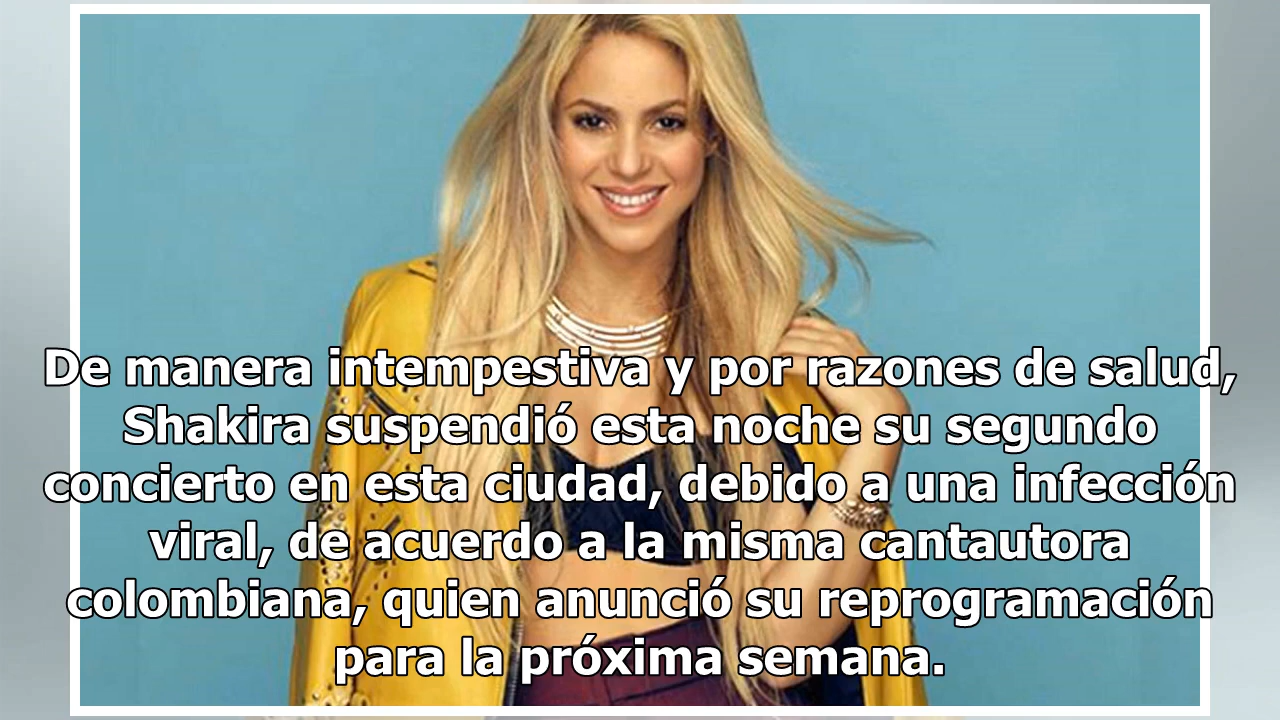 De manera intempestiva y por razones de salud,
Shakira suspendió esta noche su segundo
concierto en esta ciudad, debido a una infección
viral, de acuerdo a la misma cantautora
colombiana, quien anunció su reprogramación
para la próxima semana.